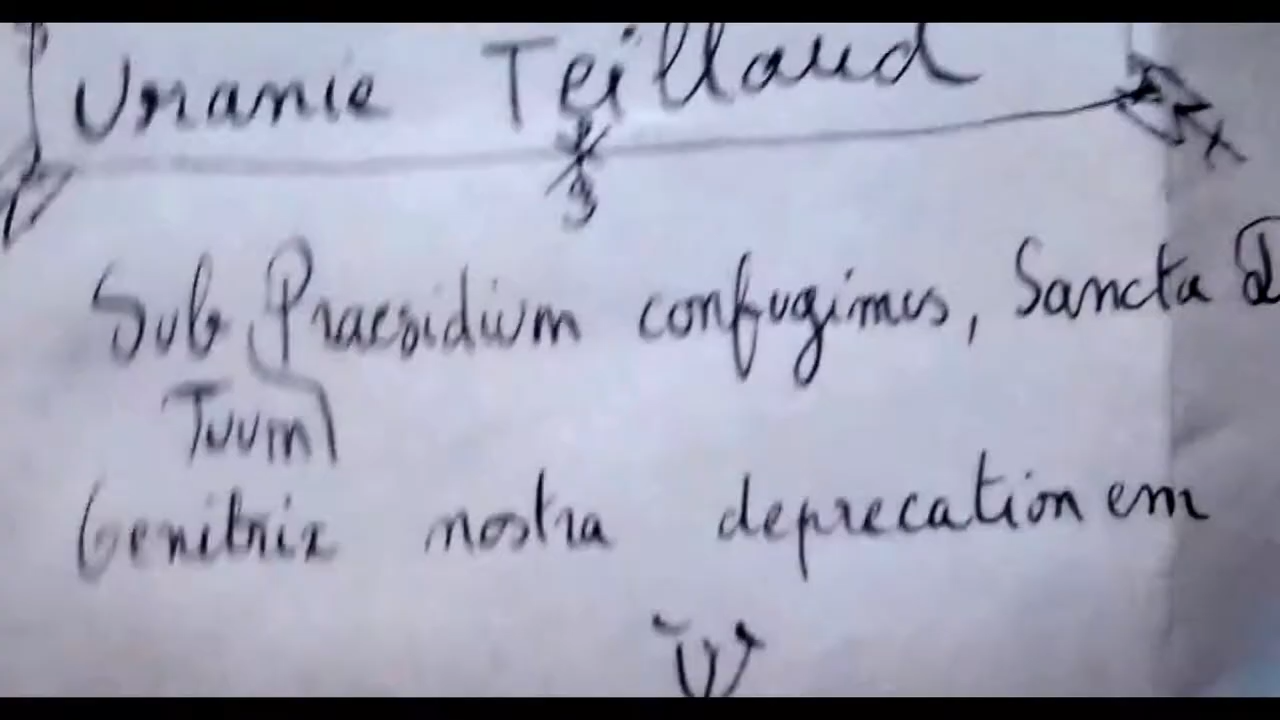 Uranie Teillaud
Sub Praesidium confugimus, Sancta D
Tuum
Genitrix nostra deprecationem